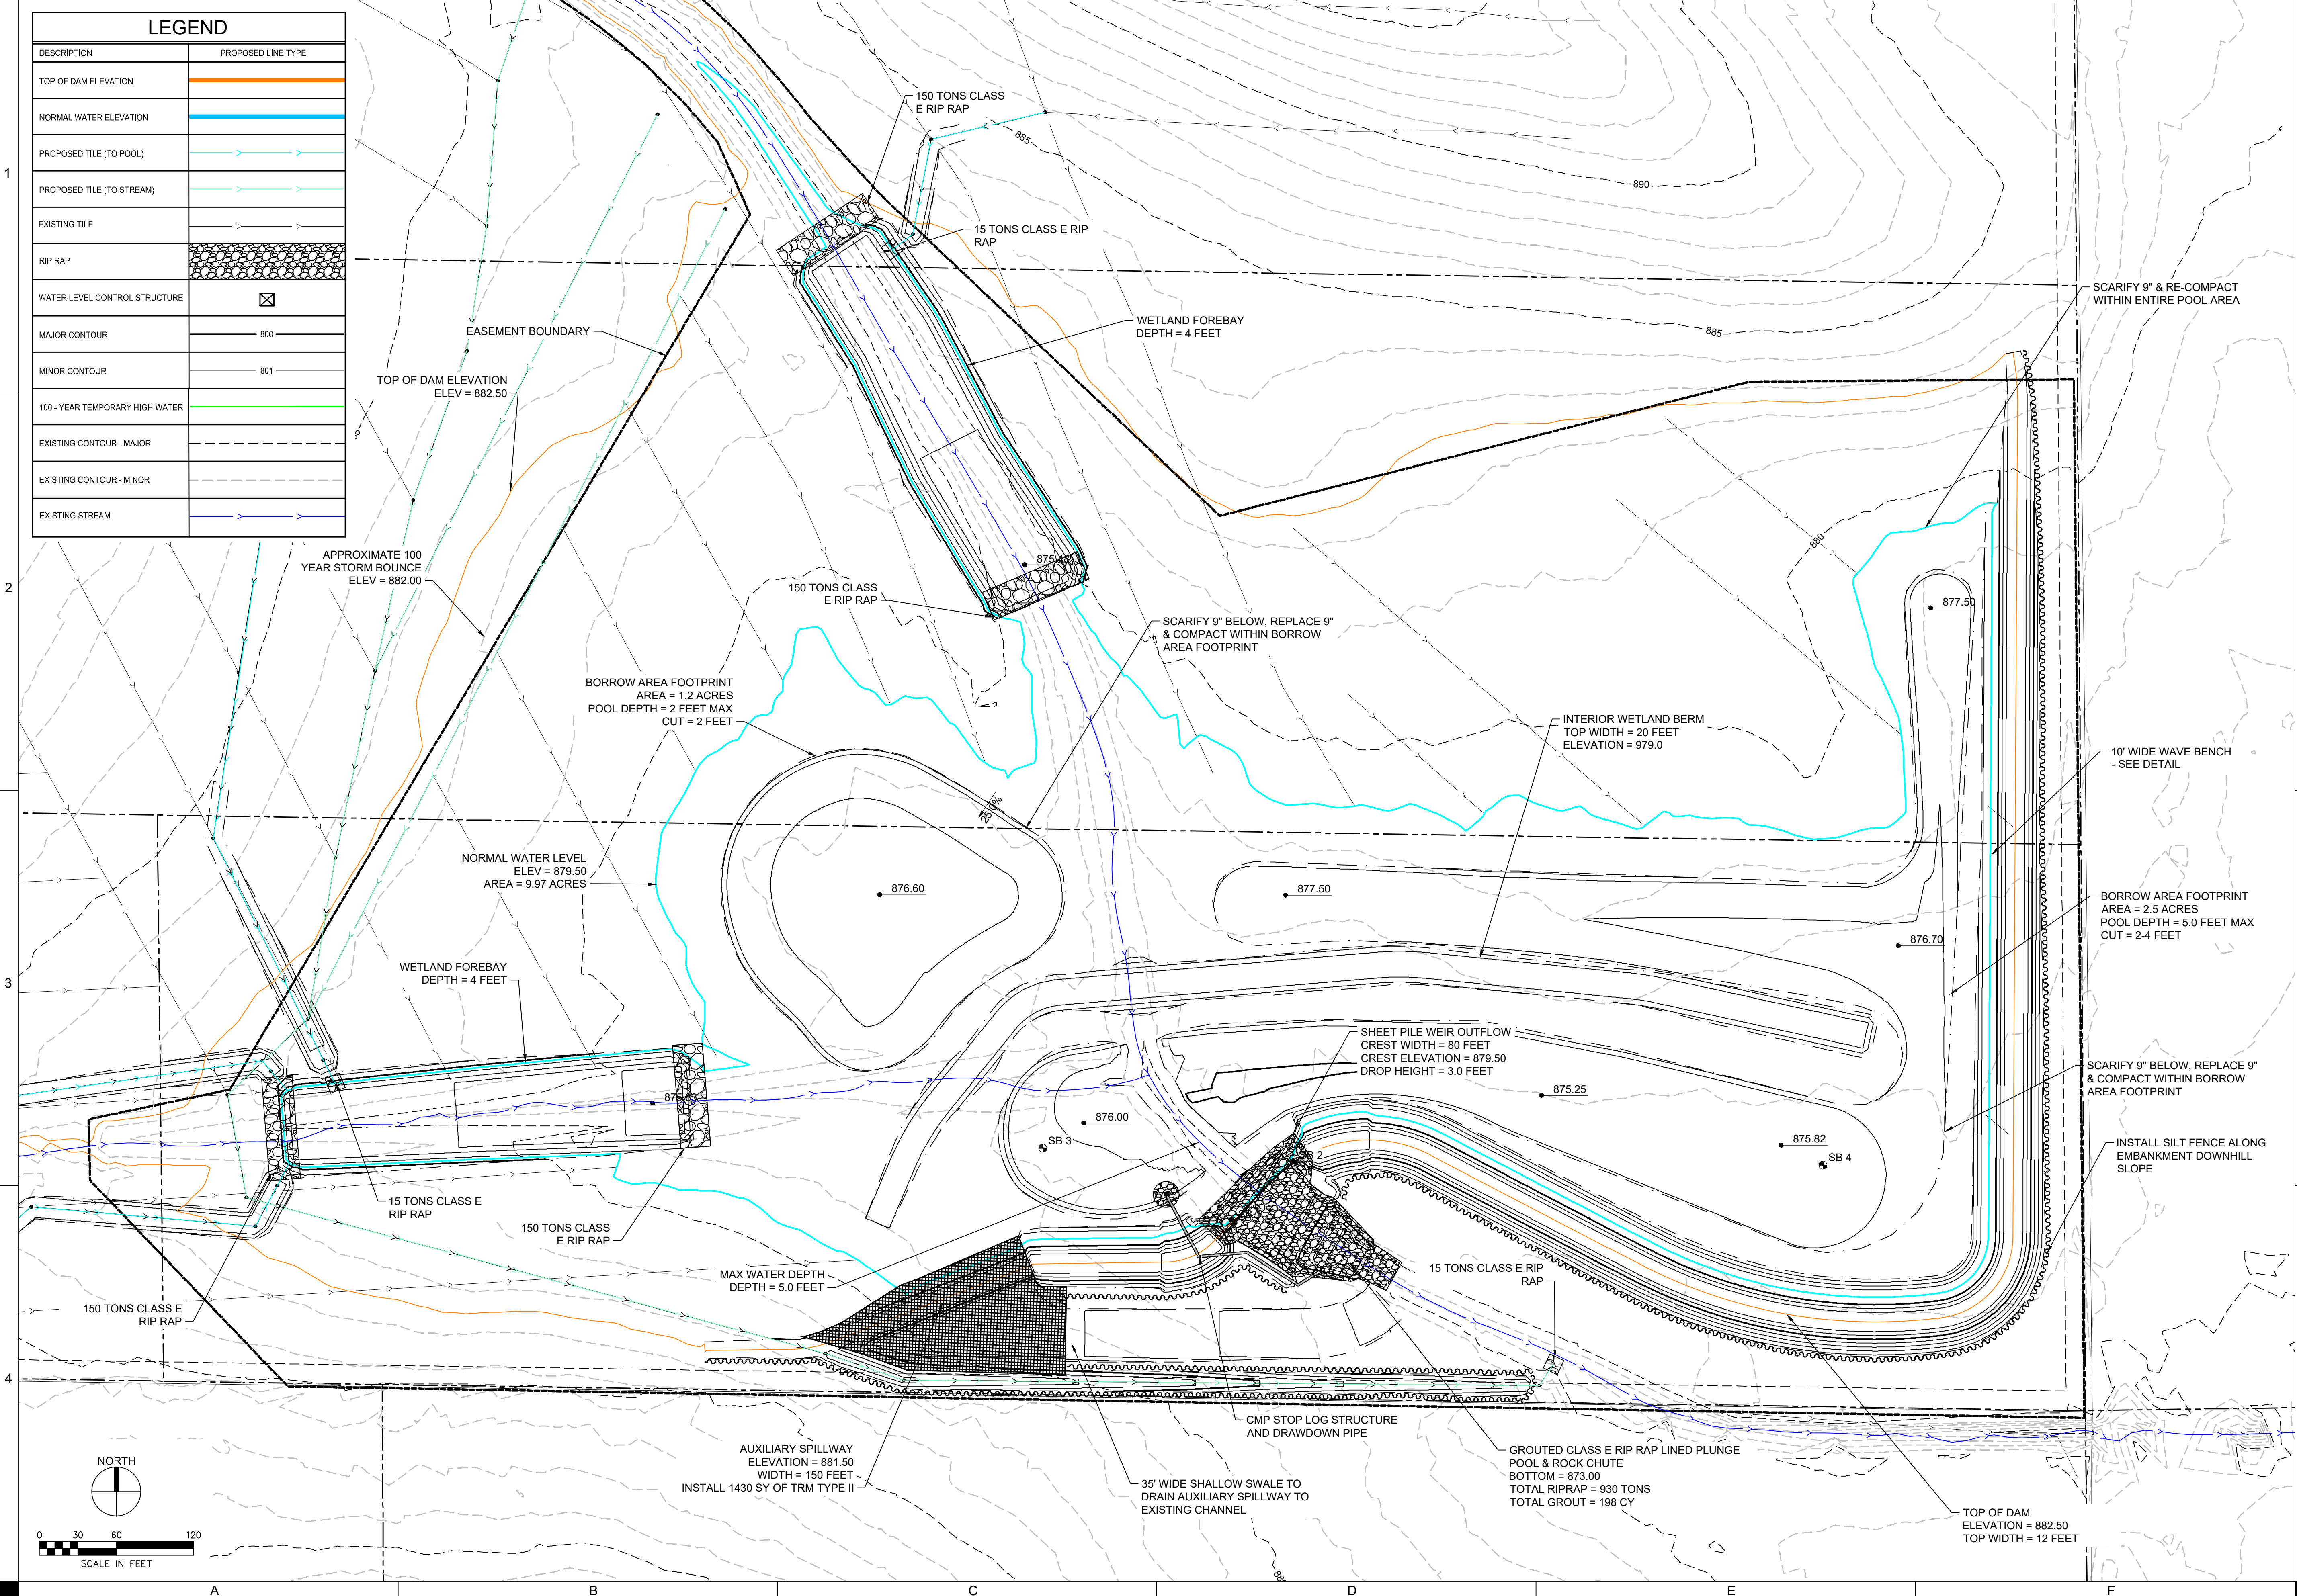 LEGEND
DESCRIPTION PROPOSED LINE TYPE
TOP OF DAM ELEVATION
NORMAL WATER ELEVATION
PROPOSED TILE (TO POOL)
PROPOSED TILE (TO STREAM)
EXISTING TILE
RIP RAP
WATER LEVEL CONTROL STRUCTURE
MAJOR CONTOUR 800
MINOR CONTOUR 801
100 - YEAR TEMPORARY HIGH WATER
EXISTING CONTOUR - MAJOR
EXISTING CONTOUR - MINOR
EXISTING STREAM
150 TONS CLASS
E RIP RAP
885
890
15 TONS CLASS E RIP
RAP
SCARIFY 9" & RE-COMPACT
WITHIN ENTIRE POOL AREA
WETLAND FOREBAY
DEPTH = 4 FEET
885
EASEMENT BOUNDARY
TOP OF DAM ELEVATION
ELEV = 882.50
APPROXIMATE 100
YEAR STORM BOUNCE
ELEV = 882.00
880
150 TONS CLASS
E RIP RAP
877.50
SCARIFY 9" BELOW, REPLACE 9"
& COMPACT WITHIN BORROW
AREA FOOTPRINT
BORROW AREA FOOTPRINT
AREA = 1.2 ACRES
POOL DEPTH = 2 FEET MAX
CUT = 2 FEET
INTERIOR WETLAND BERM
TOP WIDTH = 20 FEET
ELEVATION = 979.0
10' WIDE WAVE BENCH
- SEE DETAIL
25.0%
NORMAL WATER LEVEL
ELEV = 879.50
AREA = 9.97 ACRES
876.60
877.50
BORROW AREA FOOTPRINT
AREA = 2.5 ACRES
POOL DEPTH = 5.0 FEET MAX
CUT = 2-4 FEET
876.70
WETLAND FOREBAY
DEPTH = 4 FEET
SHEET PILE WEIR OUTFLOW
CREST WIDTH = 80 FEET
CREST ELEVATION = 879.50
DROP HEIGHT = 3.0 FEET
SCARIFY 9" BELOW, REPLACE 9"
& COMPACT WITHIN BORROW
AREA FOOTPRINT
875.25
876.00
SB 3
875.82
SB 4
INSTALL SILT FENCE ALONG
EMBANKMENT DOWNHILL
SLOPE
15 TONS CLASS E
RIP RAP
150 TONS CLASS
E RIP RAP
MAX WATER DEPTH
DEPTH = 5.0 FEET
15 TONS CLASS E RIP
RAP
150 TONS CLASS E
RIP RAP
CMP STOP LOG STRUCTURE
AND DRAWDOWN PIPE
AUXILIARY SPILLWAY
ELEVATION = 881.50
WIDTH = 150 FEET
INSTALL 1430 SY OF TRM TYPE II
35' WIDE SHALLOW SWALE TO
DRAIN AUXILIARY SPILLWAY TO
EXISTING CHANNEL
GROUTED CLASS E RIP RAP LINED PLUNGE
POOL & ROCK CHUTE
BOTTOM = 873.00
TOTAL RIPRAP = 930 TONS
TOTAL GROUT = 198 CY
TOP OF DAM
ELEVATION = 882.50
TOP WIDTH = 12 FEET
NORTH
0 30 60 120
SCALE IN FEET
1
2
3
4
A B C D E F